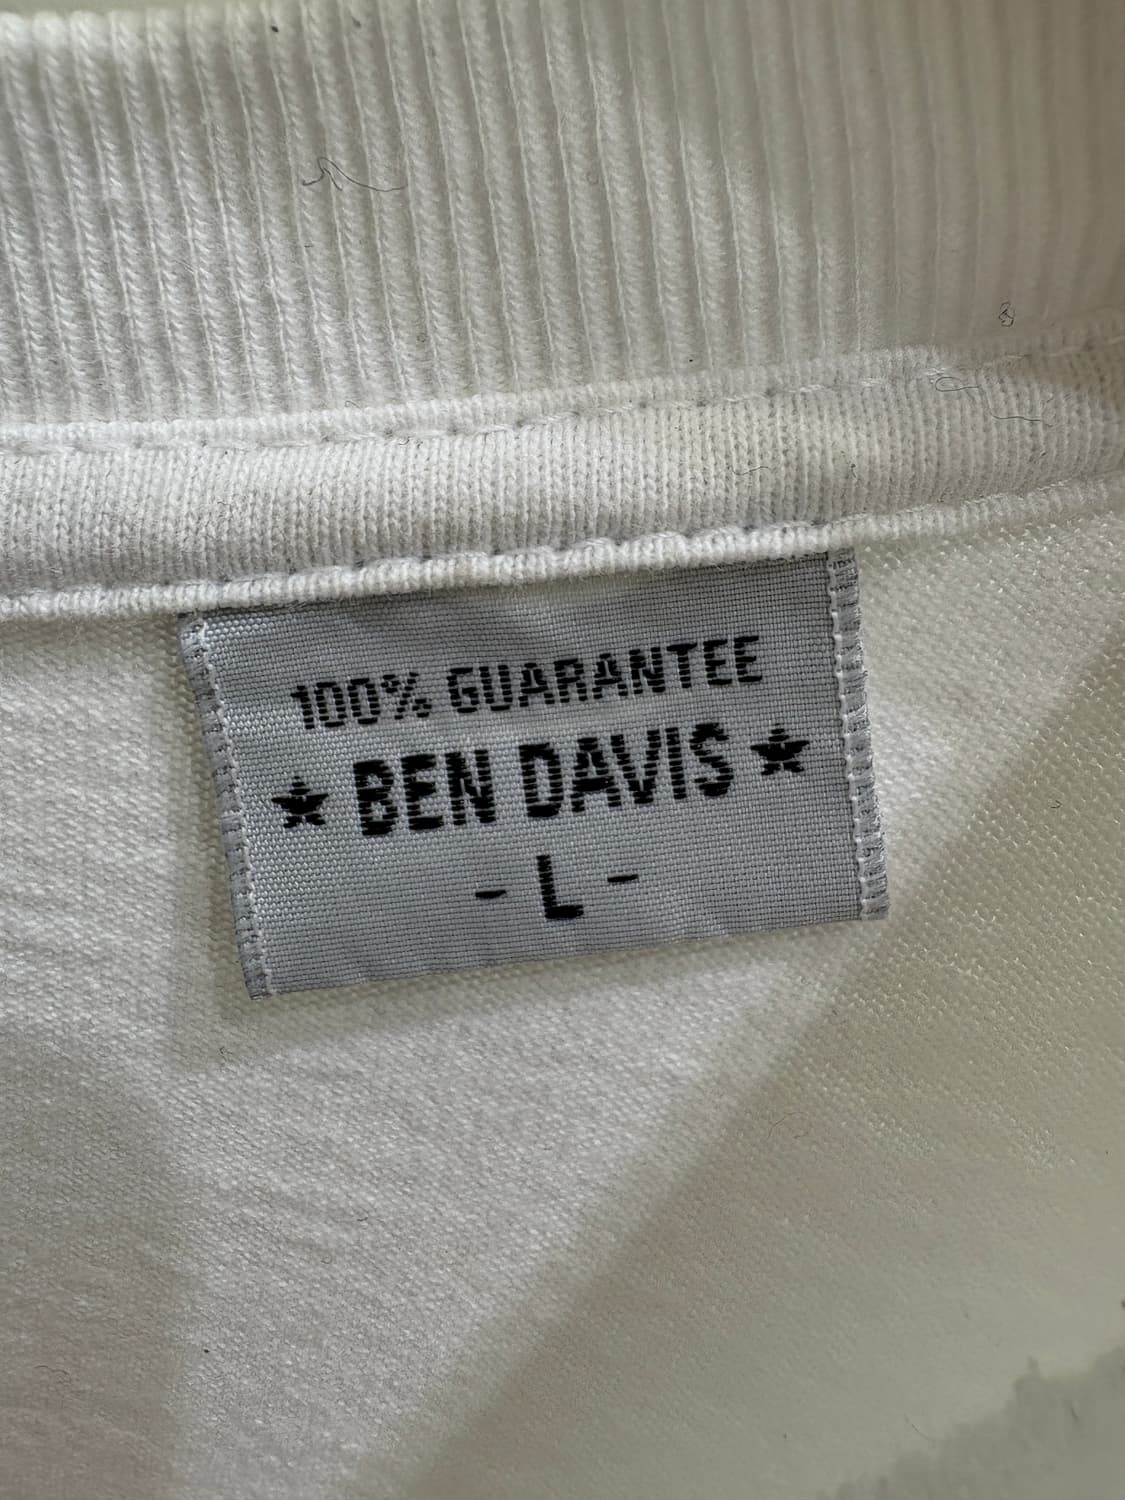 100% GUARANTEE
★ BEN DAVIS ★
- L -